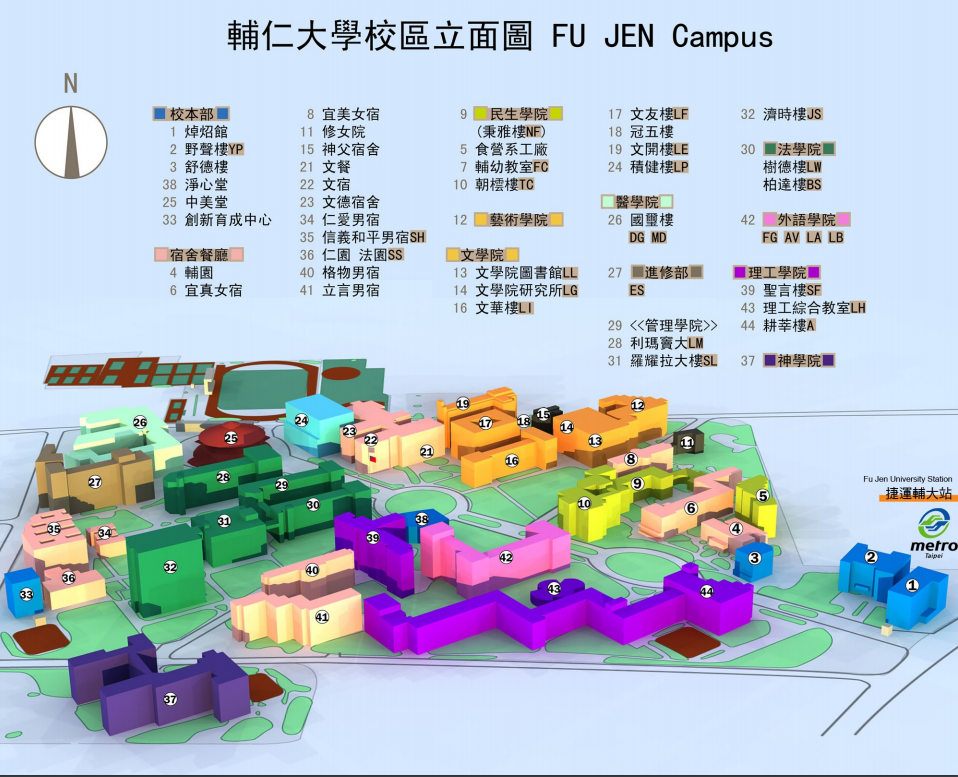 輔仁大學校區立面圖 FU JEN Campus
N
校本部
1 焯炤館
2 野聲樓YP
3 舒德樓
38 淨心堂
25 中美堂
33 創新育成中心
宿舍餐廳
4 輔園
6 宜真女宿
8 宜美女宿
11 修女院
15 神父宿舍
21 文餐
22 文宿
23 文德宿舍
34 仁愛男宿
35 信義和平男宿SH
36 仁園 法園SS
40 格物男宿
41 立言男宿
9 民生學院
(秉雅樓NF)
5 食營系工廠
7 輔幼教室FC
10 朝橒樓TC
12 藝術學院
文學院
13 文學院圖書館LL
14 文學院研究所LG
16 文華樓LI
17 文友樓LF
18 冠五樓
19 文開樓LE
24 積健樓LP
醫學院
26 國璽樓
DG MD
27 進修部
ES
29 <<管理學院>>
28 利瑪竇大LM
31 羅耀拉大樓SL
32 濟時樓JS
30 法學院
樹德樓LW
柏達樓BS
42 外語學院
FG AV LA LB
理工學院
39 聖言樓SF
43 理工綜合教室LH
44 耕莘樓A
37 神學院
19
12
15
24
26
17
18
14
23
25
22
13
11
21
16
8
28
27
29
9
5
10
30
6
31
38
35
34
4
39
42
3
2
32
40
36
1
33
43
44
41
37
Fu Jen University Station
捷運輔大站
metro
Taipei